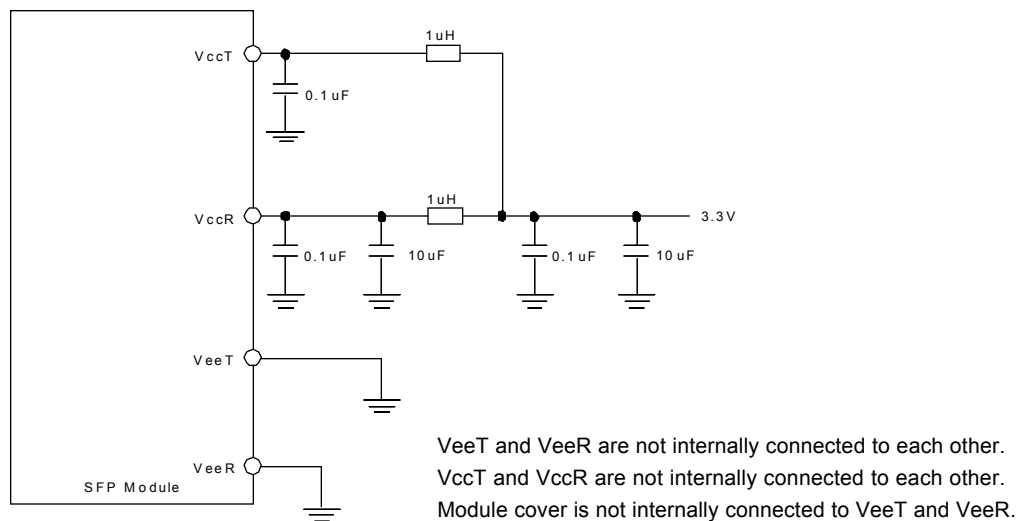 1uH
VccT
0.1uF
1uH
VccR
3.3V
0.1uF 10uF 0.1uF 10uF
VeeT
VeeR
SFP Module
VeeT and VeeR are not internally connected to each other.
VccT and VccR are not internally connected to each other.
Module cover is not internally connected to VeeT and VeeR.